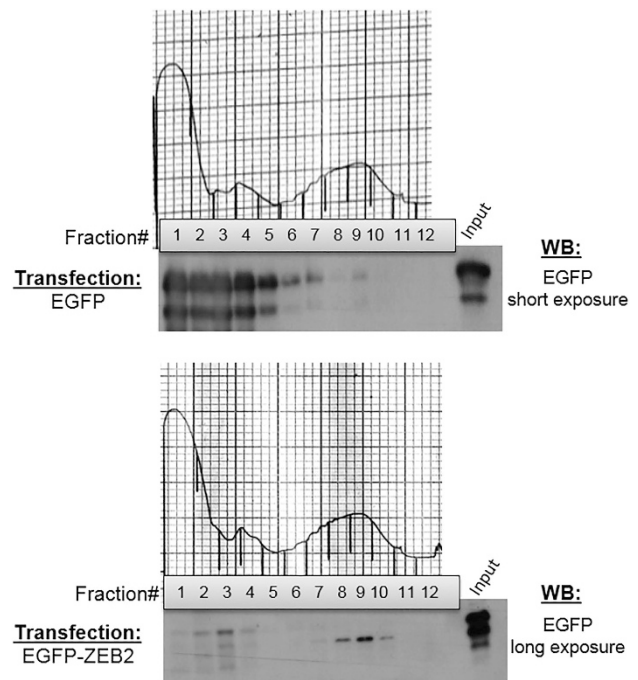 Fraction# 1 2 3 4 5 6 7 8 9 10 11 12 Input
Transfection:
EGFP
WB:
EGFP
short exposure
Fraction# 1 2 3 4 5 6 7 8 9 10 11 12 Input
Transfection:
EGFP-ZEB2
WB:
EGFP
long exposure